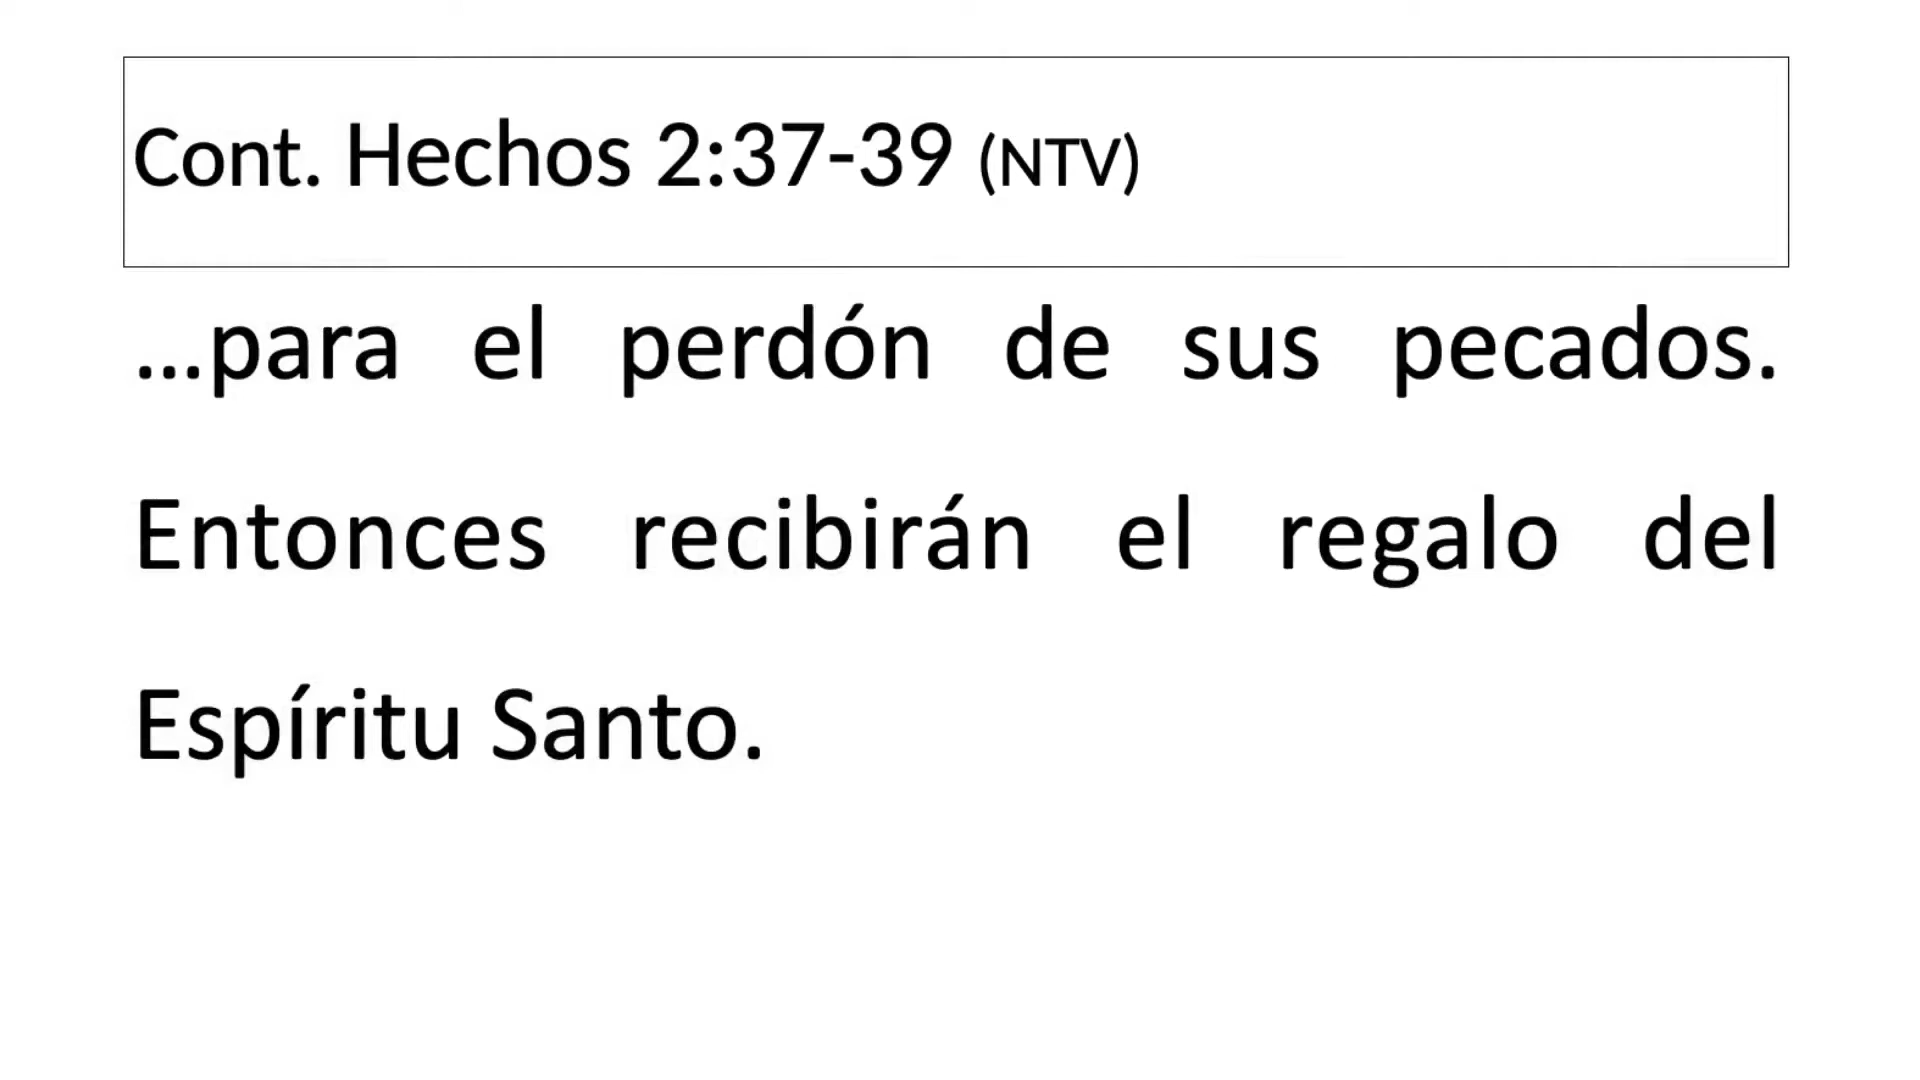 Cont. Hechos 2:37-39 (NTV)
...para el perdón de sus pecados.
Entonces recibirán el regalo del
Espíritu Santo.